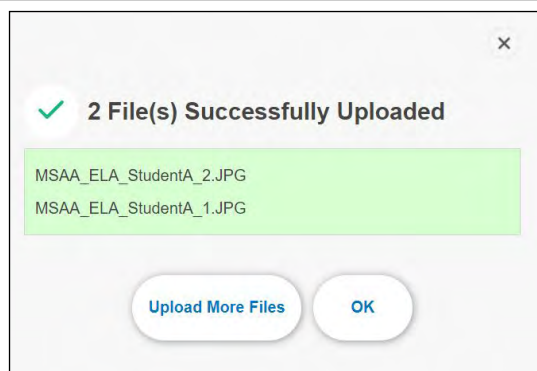 2 File(s) Successfully Uploaded
MSAA_ELA_StudentA_2.JPG
MSAA_ELA_StudentA_1.JPG
Upload More Files
OK